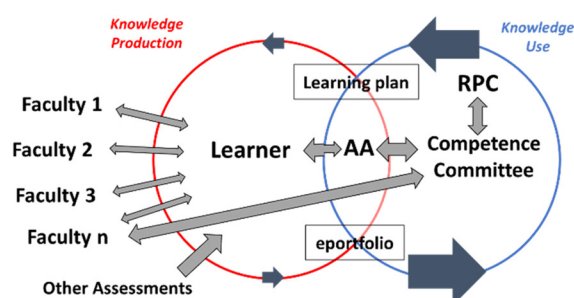 Knowledge
Production
Knowledge
Use
Learning plan
RPC
Faculty 1
Faculty 2
Learner
AA
Competence
Committee
Faculty 3
Faculty n
eportfolio
Other Assessments